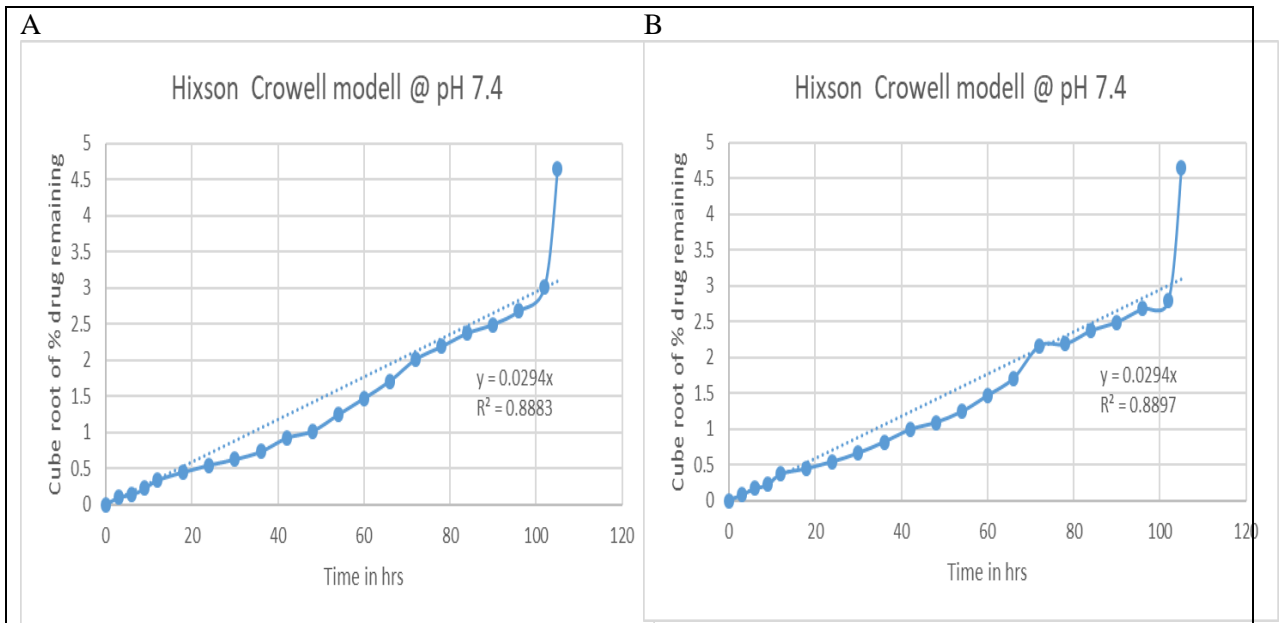 A
Hixson Crowell modell @ pH 7.4
Cube root of % drug remaining
5
4.5
4
3.5
3
2.5
2
1.5
1
0.5
0
y = 0.0294x
R² = 0.8883
0 20 40 60 80 100 120
Time in hrs
B
Hixson Crowell modell @ pH 7.4
Cube root of % drug remaining
5
4.5
4
3.5
3
2.5
2
1.5
1
0.5
0
y = 0.0294x
R² = 0.8897
0 20 40 60 80 100 120
Time in hrs